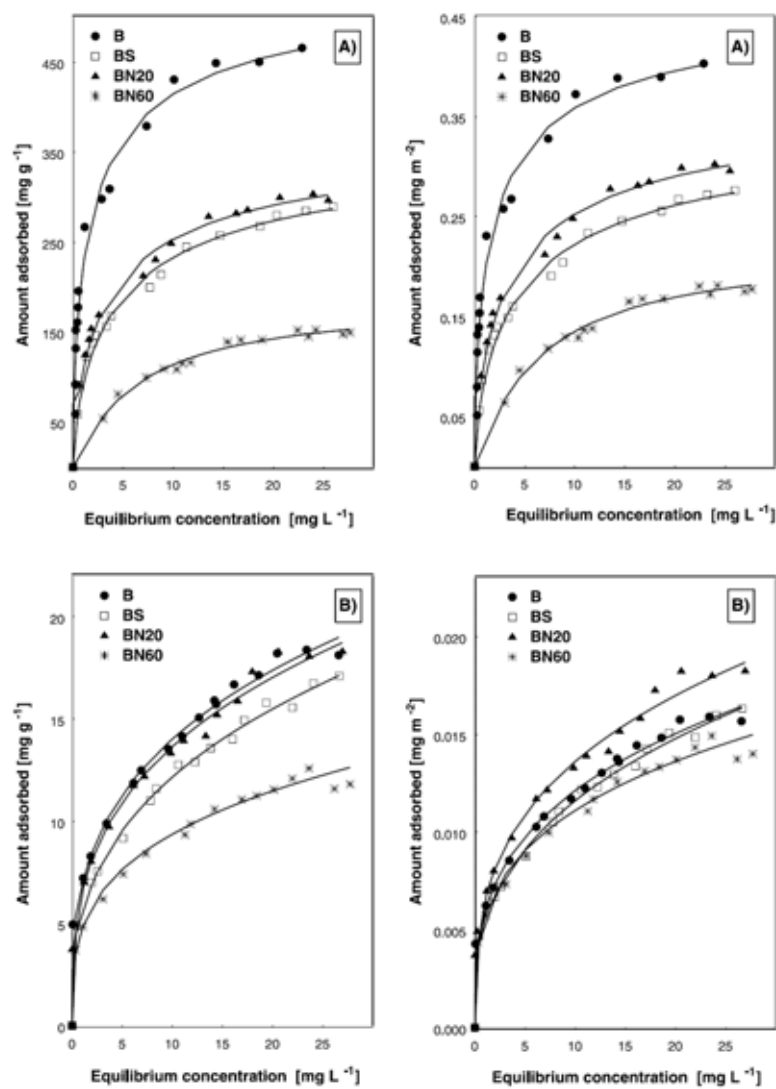 B
BS
BN20
BN60
A)
450
350
250
150
50
0
5
10
15
20
25
Amount adsorbed [mg g⁻¹]
Equilibrium concentration [mg L⁻¹]
0.45
B
BS
BN20
BN60
A)
0.35
0.25
0.15
0.05
0
5
10
15
20
25
Amount adsorbed [mg m⁻²]
Equilibrium concentration [mg L⁻¹]
B
BS
BN20
BN60
B)
20
15
10
5
0
0
5
10
15
20
25
Amount adsorbed [mg g⁻¹]
Equilibrium concentration [mg L⁻¹]
B
BS
BN20
BN60
B)
0.020
0.015
0.010
0.005
0.000
0
5
10
15
20
25
Amount adsorbed [mg m⁻²]
Equilibrium concentration [mg L⁻¹]